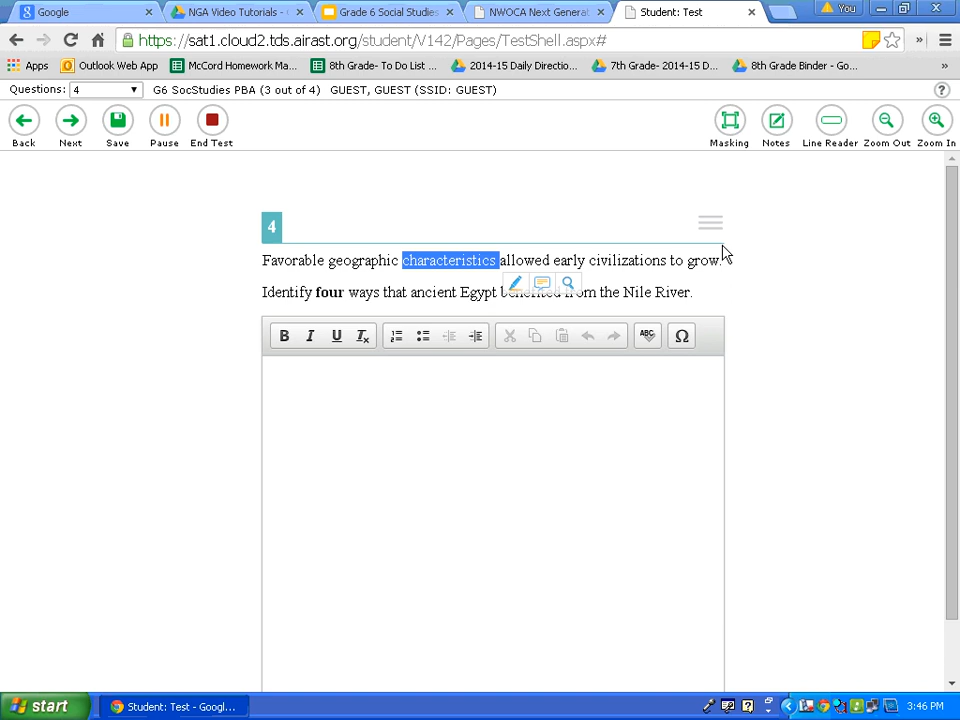 Google
NGA Video Tutorials -
Grade 6 Social Studies
NWOCA Next Generat
Student: Test
You
https://sat1.cloud2.tds.airast.org/student/V142/Pages/TestShell.aspx#
Apps
Outlook Web App
McCord Homework Ma...
8th Grade- To Do List ...
2014-15 Daily Directio...
7th Grade- 2014-15 D...
8th Grade Binder - Go...
Questions: 4
G6 SocStudies PBA (3 out of 4)
GUEST, GUEST (SSID: GUEST)
Back
Next
Save
Pause
End Test
Masking
Notes
Line Reader
Zoom Out
Zoom In
4
Favorable geographic characteristics allowed early civilizations to grow.
Identify four ways that ancient Egypt benefited from the Nile River.
B I U Tx
ABC
Ω
start
Student: Test - Googl...
3:46 PM